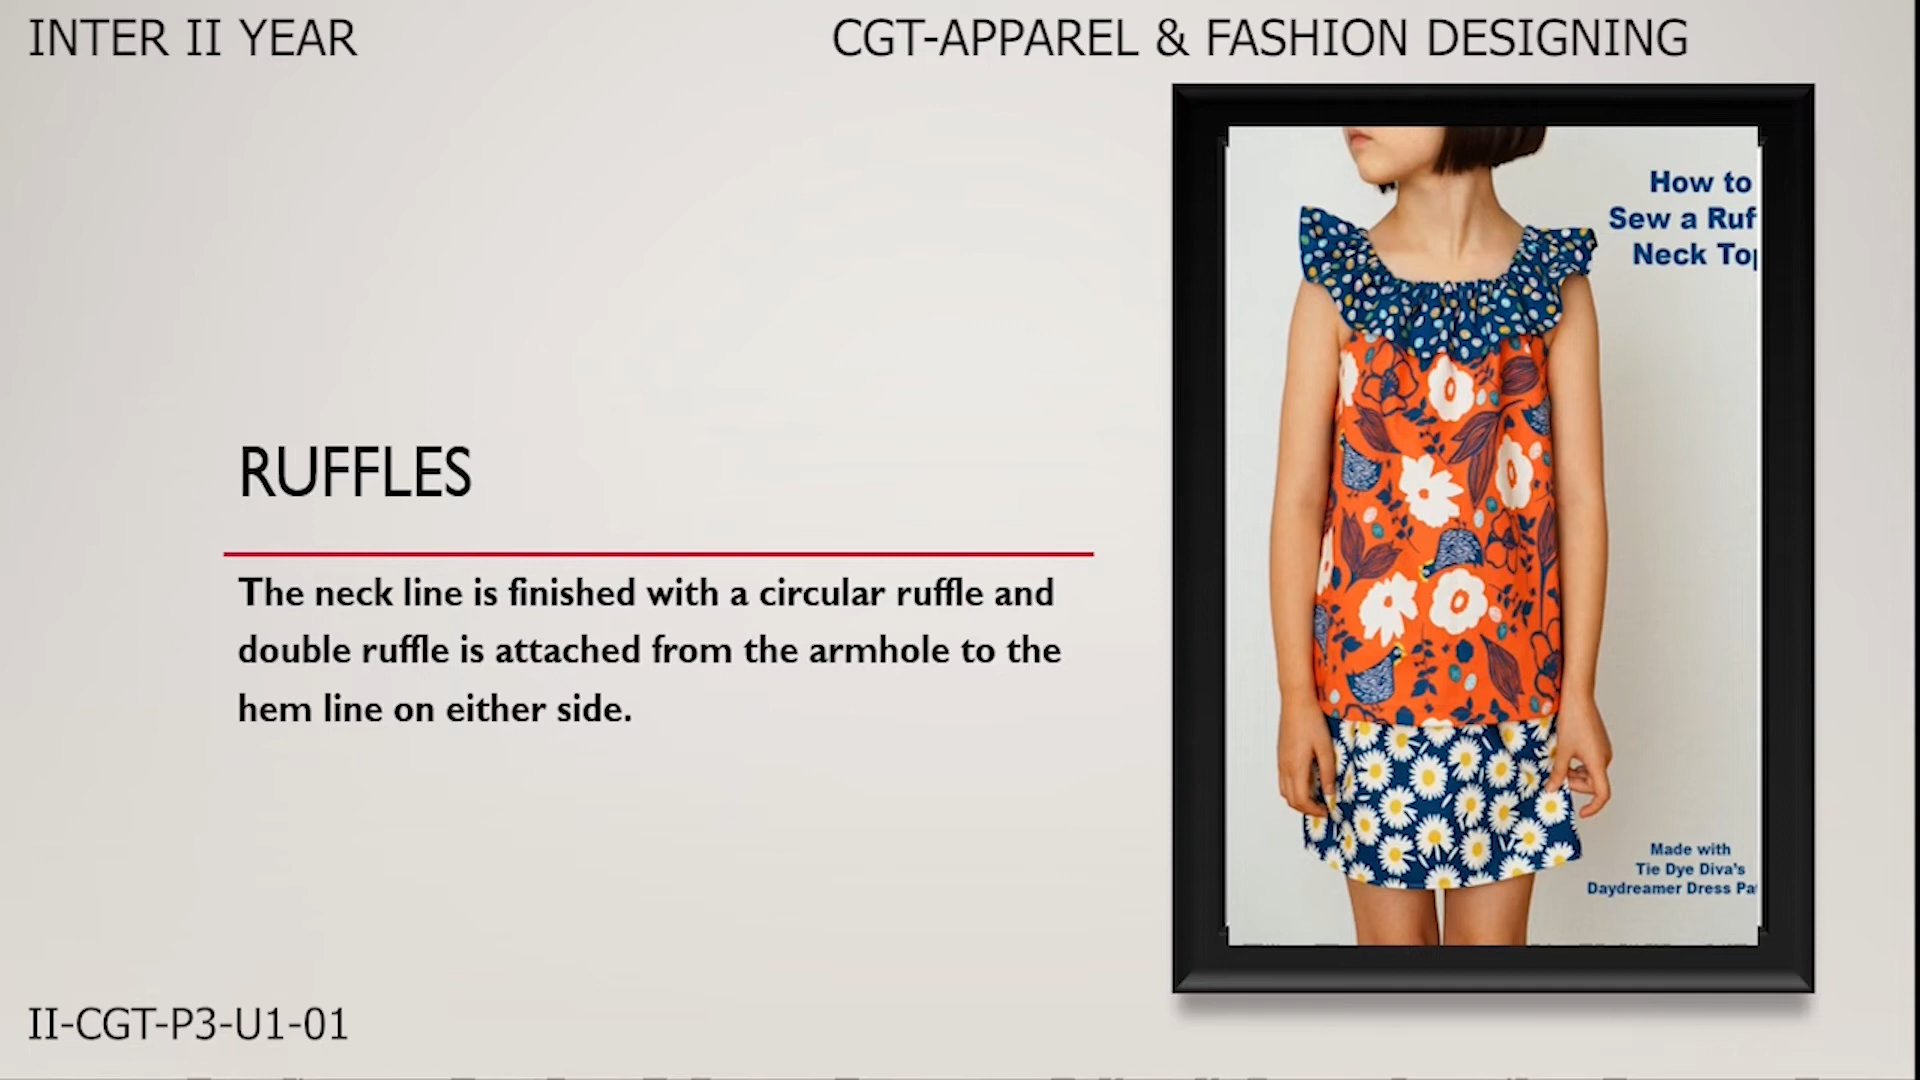 INTER II YEAR
CGT-APPAREL & FASHION DESIGNING
How to
Sew a Ruf
Neck To
RUFFLES
The neck line is finished with a circular ruffle and
double ruffle is attached from the armhole to the
hem line on either side.
Made with
Tie Dye Diva's
Daydreamer Dress Pa
II-CGT-P3-U1-01